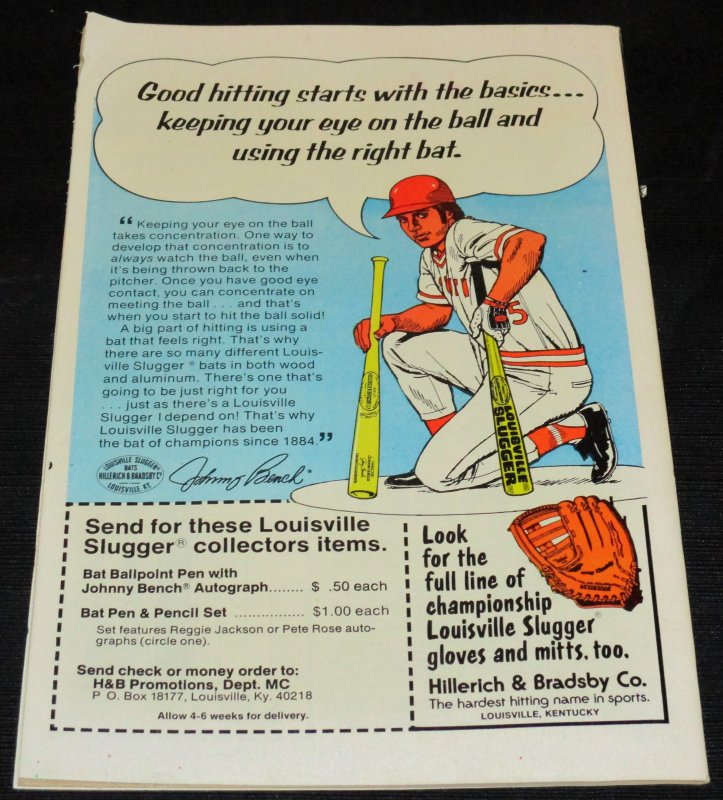 Good hitting starts with the basics...
keeping your eye on the ball and
using the right bat.
“ Keeping your eye on the ball
takes concentration. One way to
develop that concentration is to
always watch the ball, even when
it's being thrown back to the
pitcher. Once you have good eye
contact, you can concentrate on
meeting the ball . . . and that's
when you start to hit the ball solid!
A big part of hitting is using a
bat that feels right. That's why
there are so many different Louis-
ville Slugger ® bats in both wood
and aluminum. There's one that's
going to be just right for you
. . . just as there's a Louisville
Slugger I depend on! That's why
Louisville Slugger has been
the bat of champions since 1884.”
LOUISVILLE SLUGGER®
BATS
HILLERICH & BRADSBY Co
LOUISVILLE, KY.
Johnny Bench®
5
LOUISVILLE
SLUGGER
Send for these Louisville
Slugger® collectors items.
Bat Ballpoint Pen with
Johnny Bench® Autograph........ $ .50 each
Bat Pen & Pencil Set ................ $1.00 each
Set features Reggie Jackson or Pete Rose auto-
graphs (circle one).
Send check or money order to:
H&B Promotions, Dept. MC
P O. Box 18177, Louisville, Ky. 40218
Allow 4-6 weeks for delivery.
Look
for the
full line of
championship
Louisville Slugger®
gloves and mitts, too.
Hillerich & Bradsby Co.
The hardest hitting name in sports.
LOUISVILLE, KENTUCKY